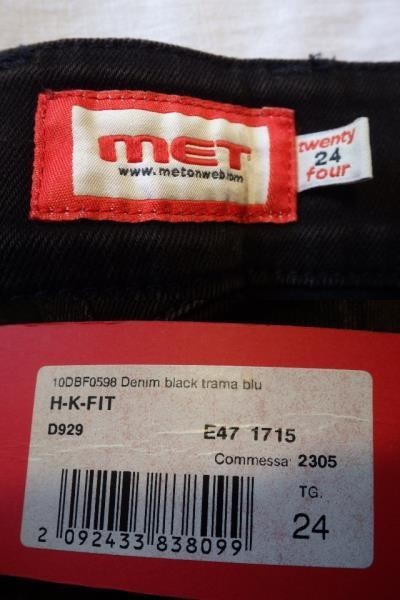 MET
www.metonweb.com
twenty
24
four
10DBF0598 Denim black trama blu
H-K-FIT
D929
E47 1715
Commessa 2305
TG.
24
2 092433 838099